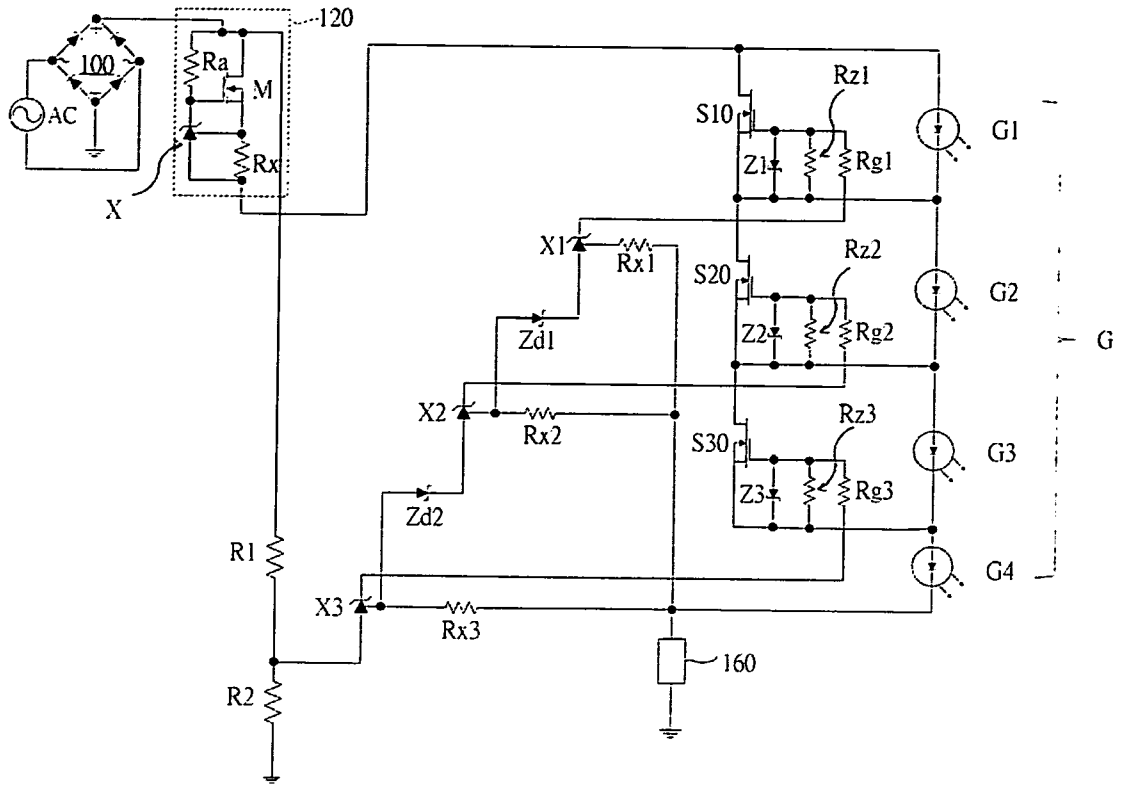 120
100
Ra
M
AC
Rx
X
Rz1
S10
G1
Z1
Rg1
X1
Rx1
Rz2
S20
G2
Z2
Rg2
G
Zd1
X2
Rx2
Rz3
S30
G3
Z3
Rg3
Zd2
R1
G4
X3
Rx3
160
R2